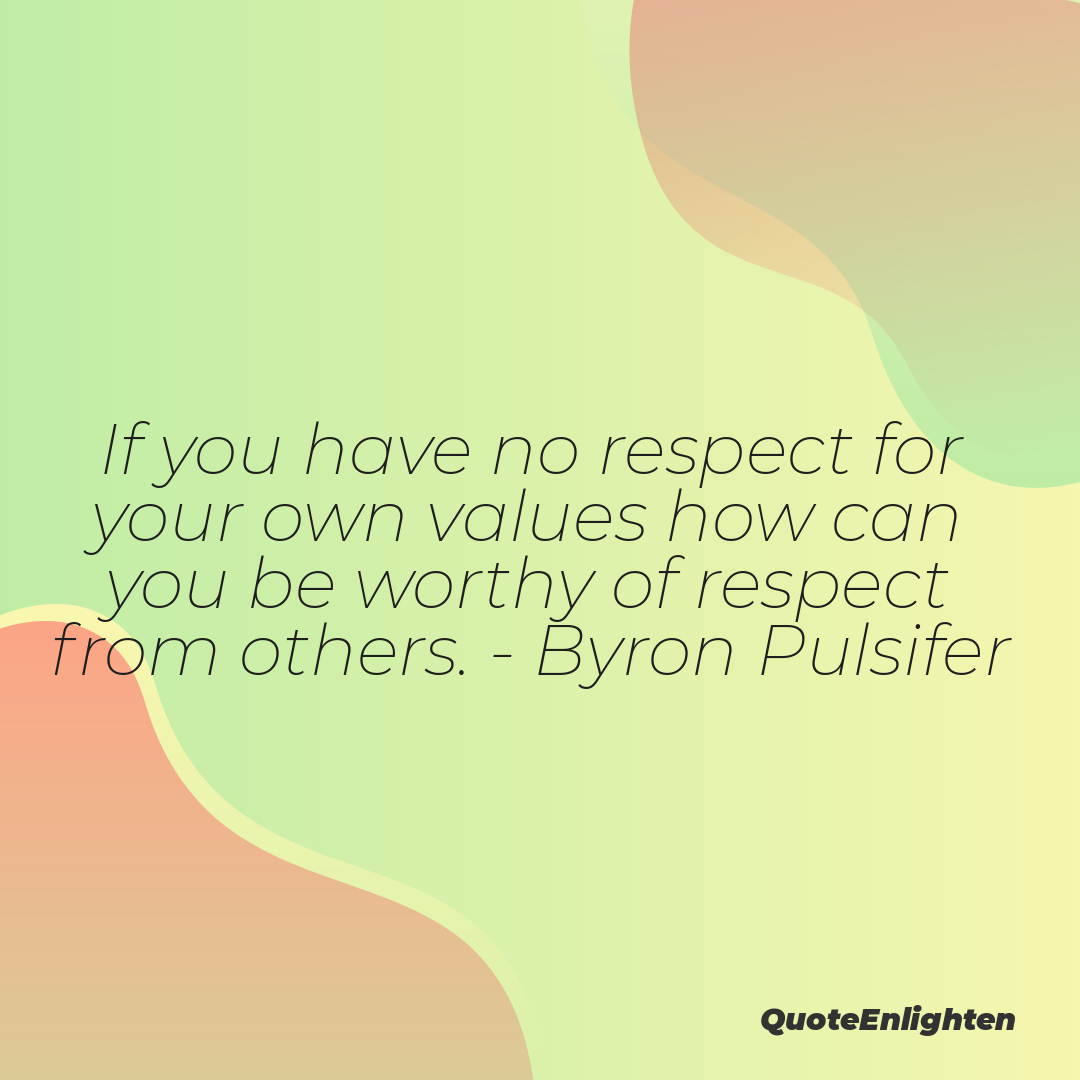 If you have no respect for
your own values how can
you be worthy of respect
from others. - Byron Pulsifer
QuoteEnlighten